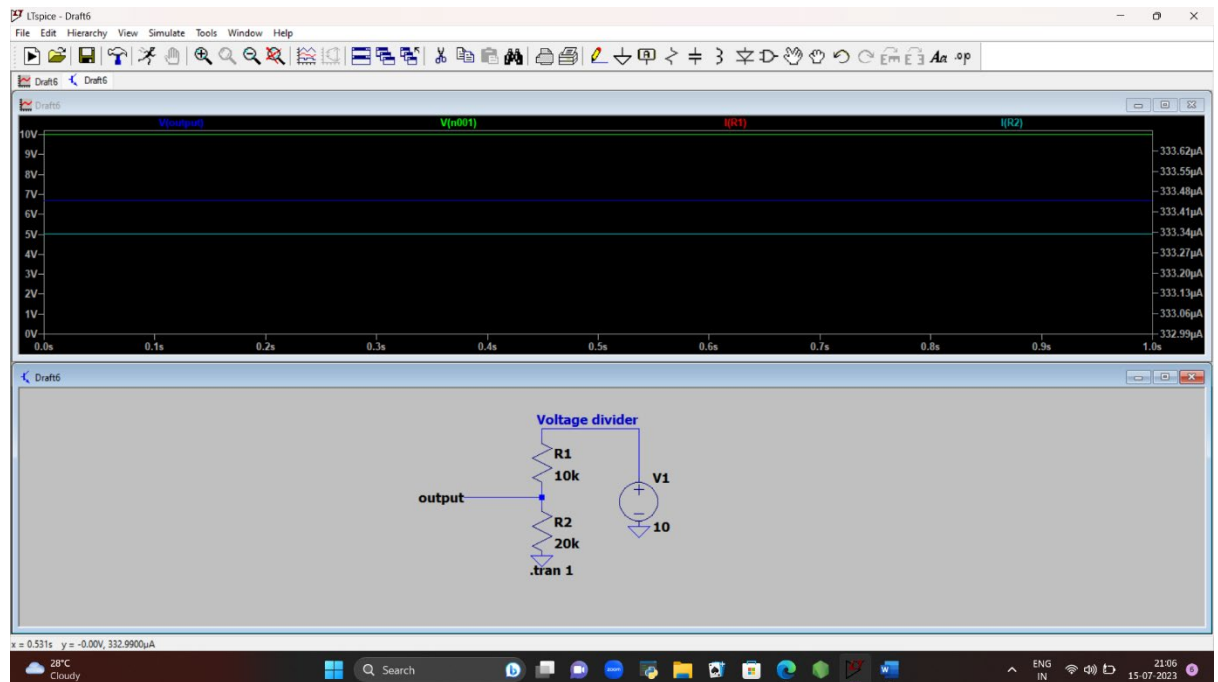 LTspice - Draft6
File Edit Hierarchy View Simulate Tools Window Help
Aa .op
Draft6 Draft6
Draft6
V(output) V(n001) I(R1) I(R2)
10V
9V 333.62µA
8V 333.55µA
7V 333.48µA
6V 333.41µA
5V 333.34µA
4V 333.27µA
3V 333.20µA
2V 333.13µA
1V 333.06µA
0V 332.99µA
0.0s 0.1s 0.2s 0.3s 0.4s 0.5s 0.6s 0.7s 0.8s 0.9s 1.0s
Draft6
Voltage divider
R1
10k V1
output
R2 10
20k
.tran 1
x = 0.531s y = -0.00V, 332.9900µA
28°C ENG 21:06
Cloudy Search IN 15-07-2023 6